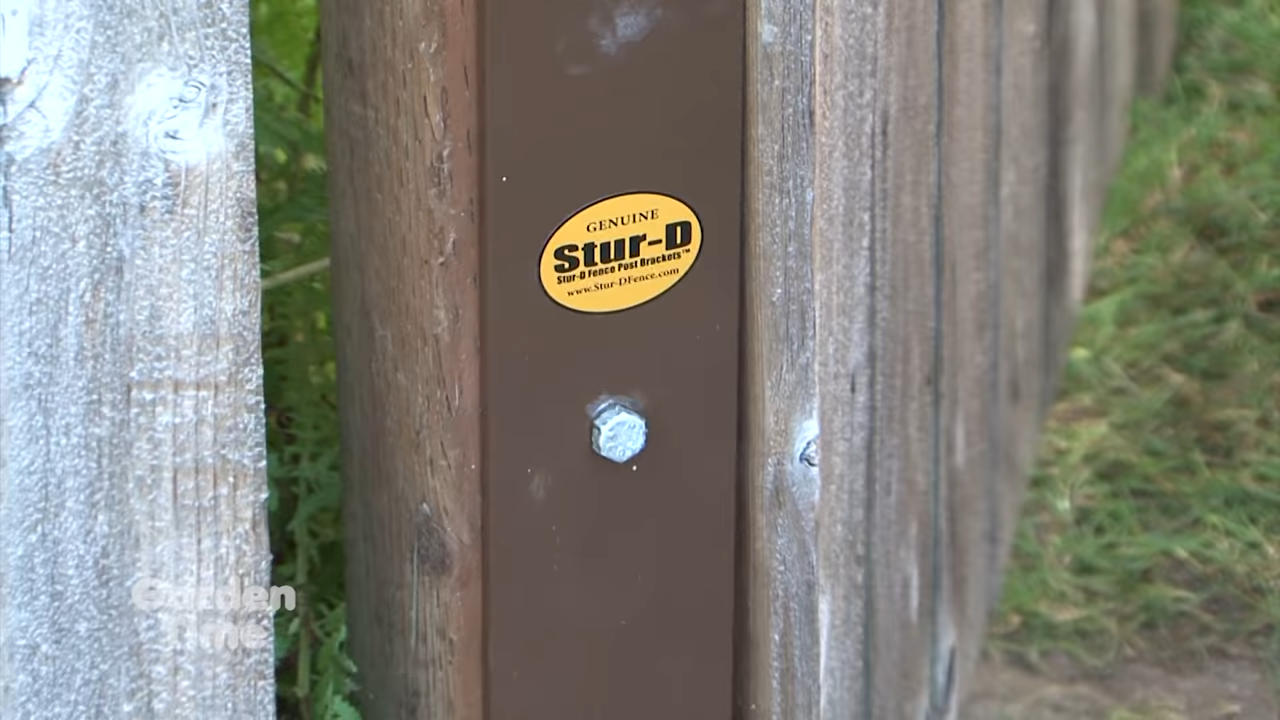 GENUINE
Stur-D
Stur-D Fence Post Brackets™
www.Stur-DFence.com
Garden
Time